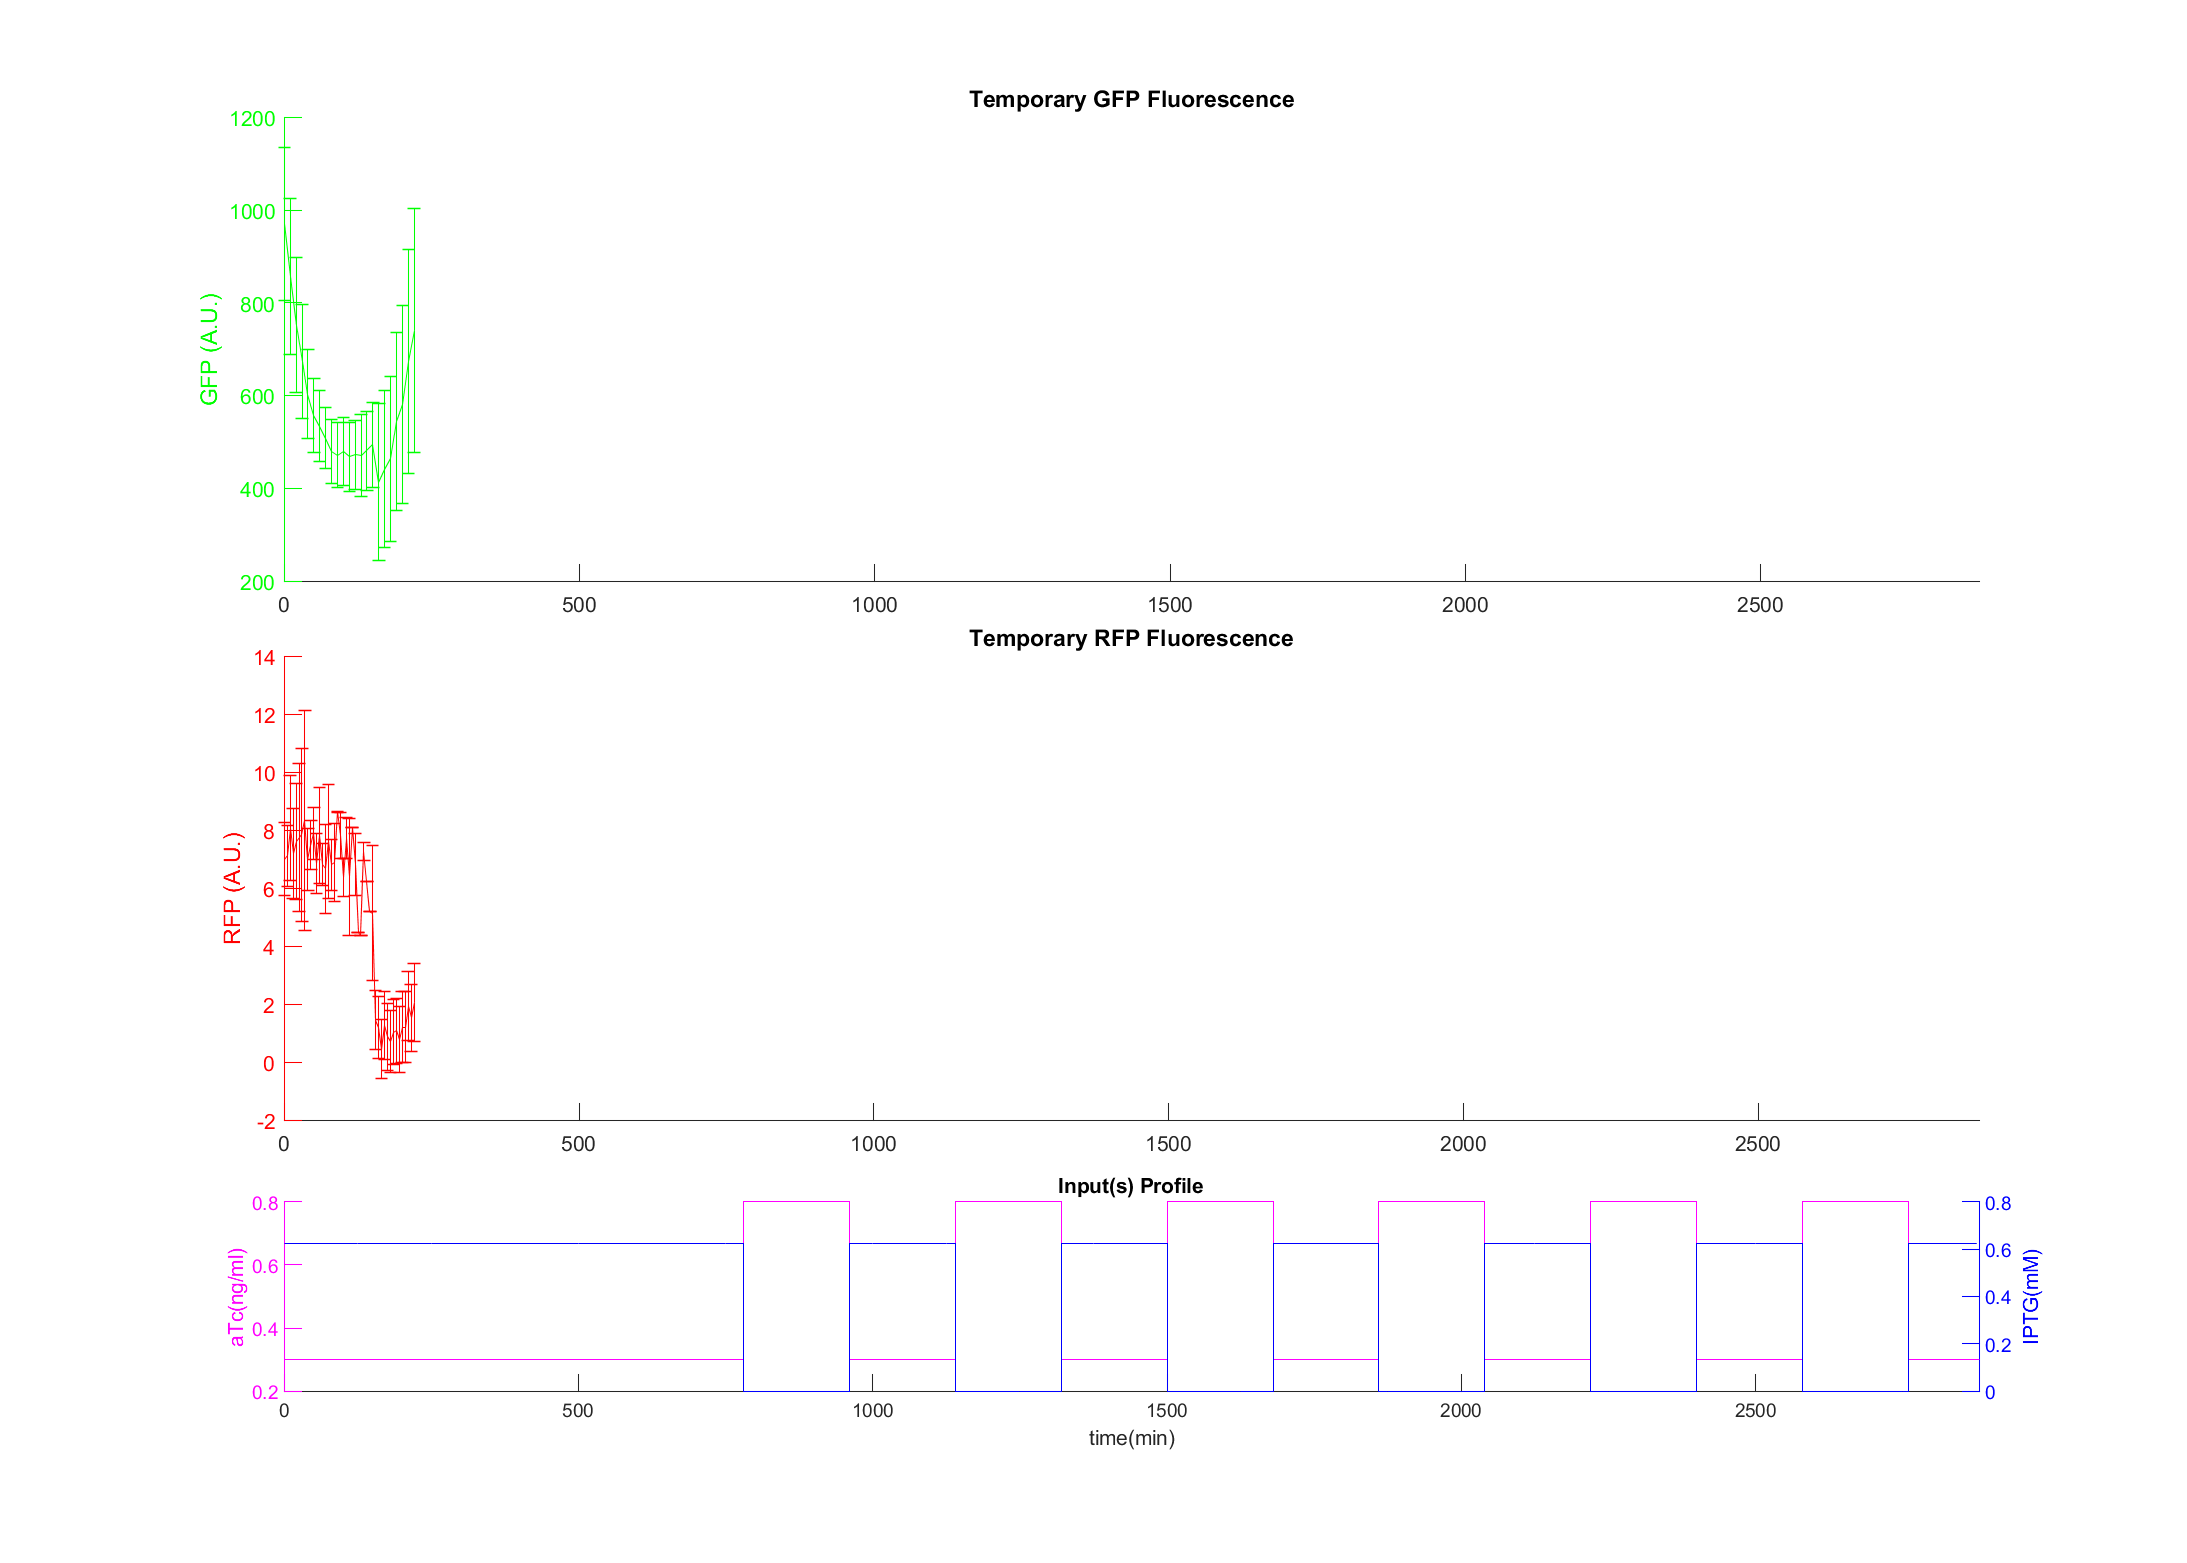 Temporary GFP Fluorescence
GFP (A.U.)
1200
1000
800
600
400
200
0 500 1000 1500 2000 2500
Temporary RFP Fluorescence
RFP (A.U.)
14
12
10
8
6
4
2
0
-2
0 500 1000 1500 2000 2500
Input(s) Profile
aTc(ng/ml)
0.8
0.6
0.4
0.2
0.8
0.6
0.4
0.2
0
IPTG(mM)
0 500 1000 1500 2000 2500
time(min)